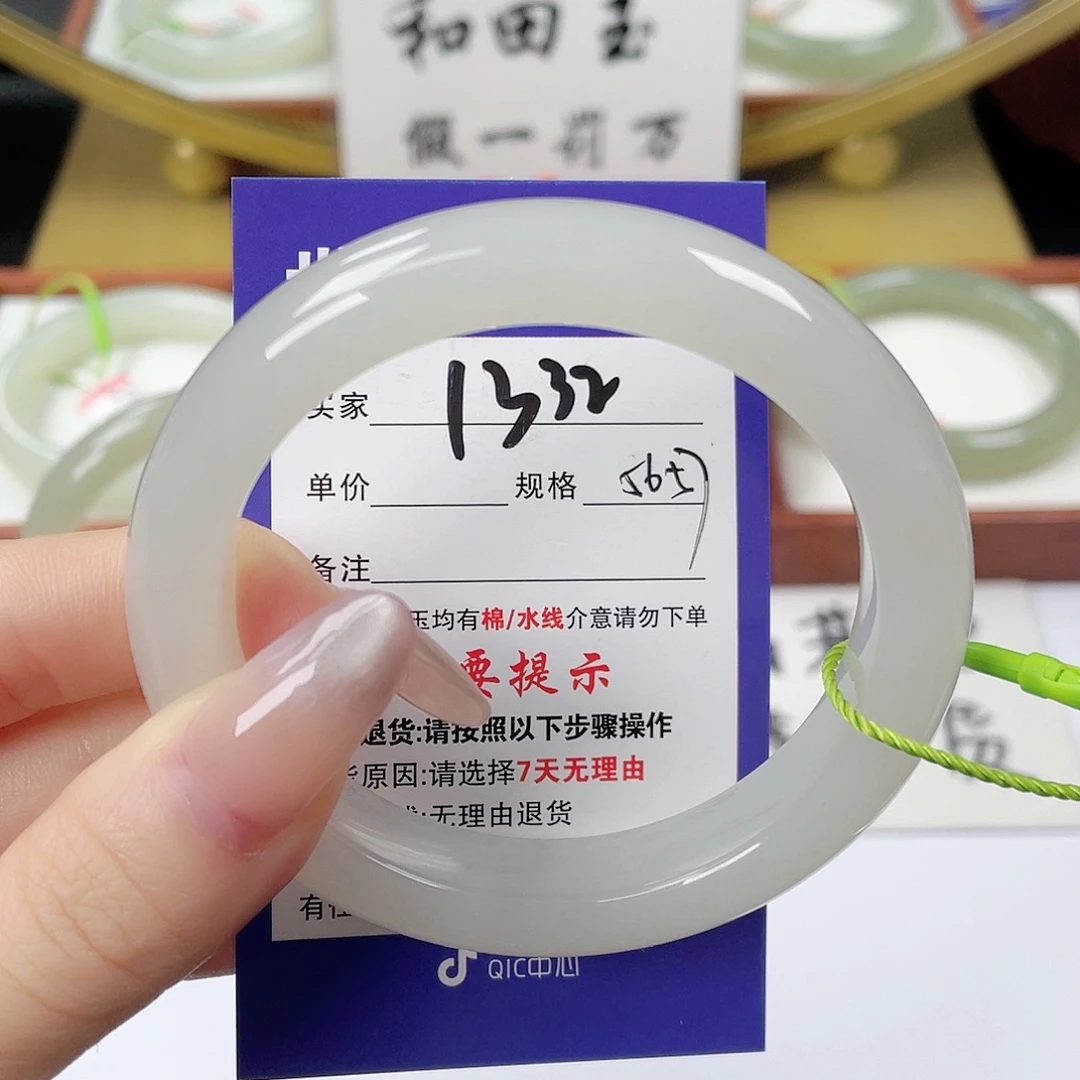 和田玉
假一罚万
买家 1332
单价 规格 56
备注
玉均有棉/水线介意请勿下单
要提示
退货:请按照以下步骤操作
原因:请选择7天无理由
:无理由退货
有任
QIC中心